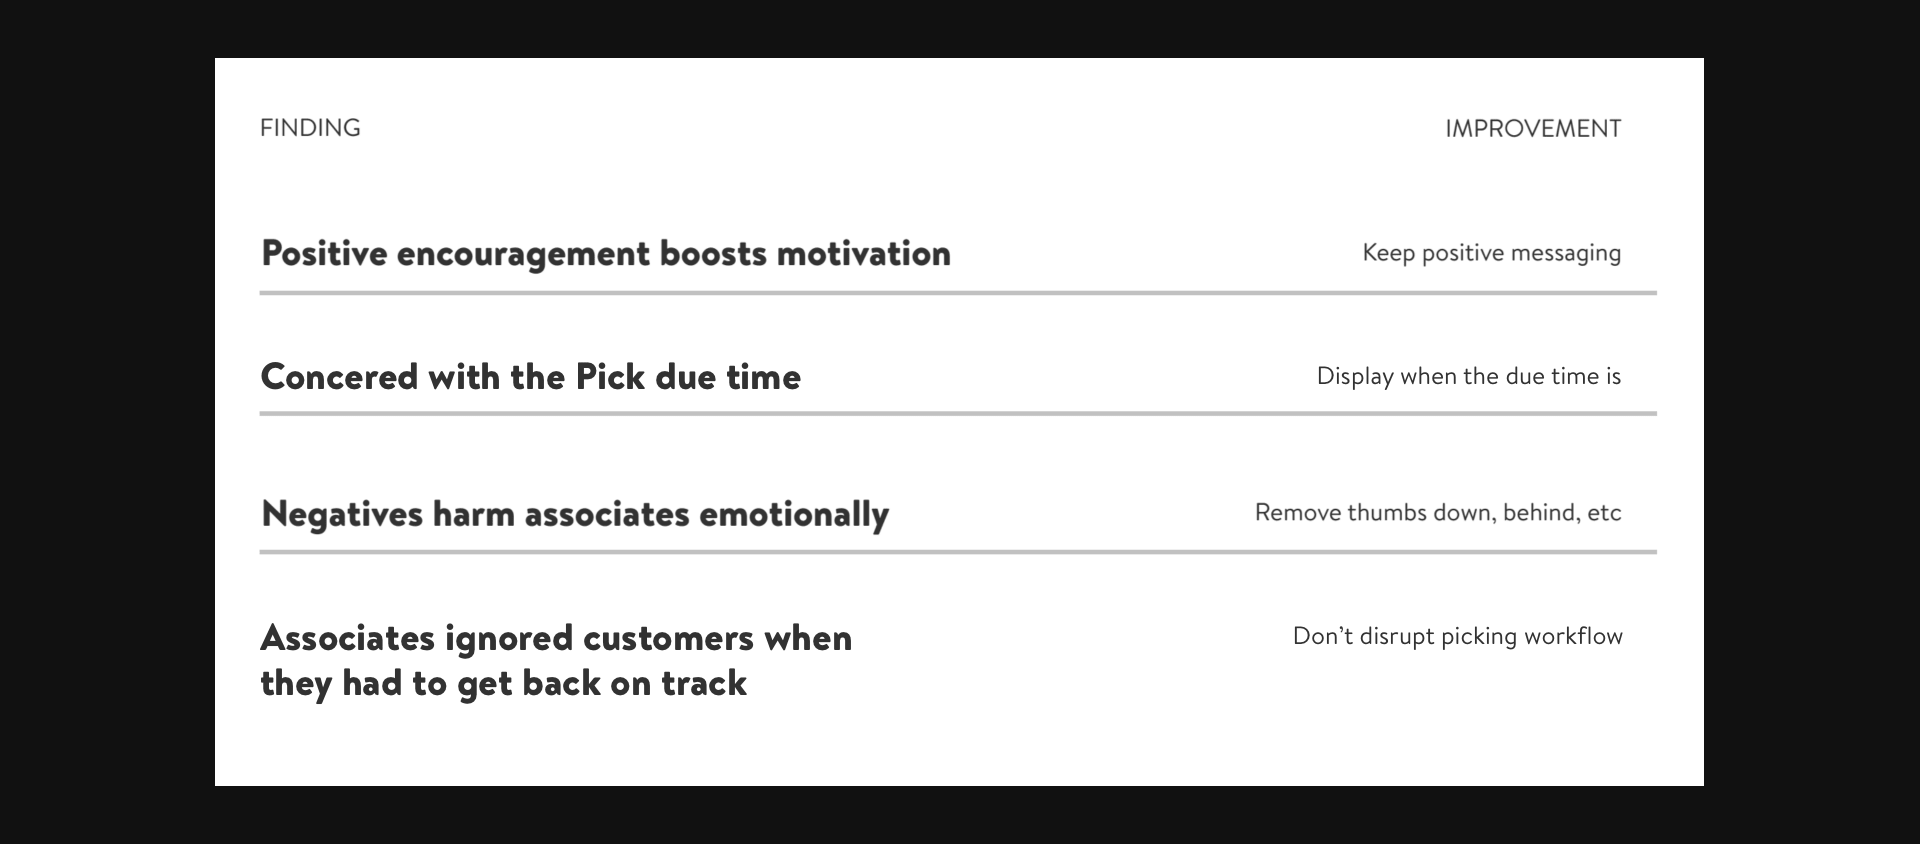 FINDING
IMPROVEMENT
Positive encouragement boosts motivation
Keep positive messaging
Concered with the Pick due time
Display when the due time is
Negatives harm associates emotionally
Remove thumbs down, behind, etc
Associates ignored customers when
they had to get back on track
Don’t disrupt picking workflow